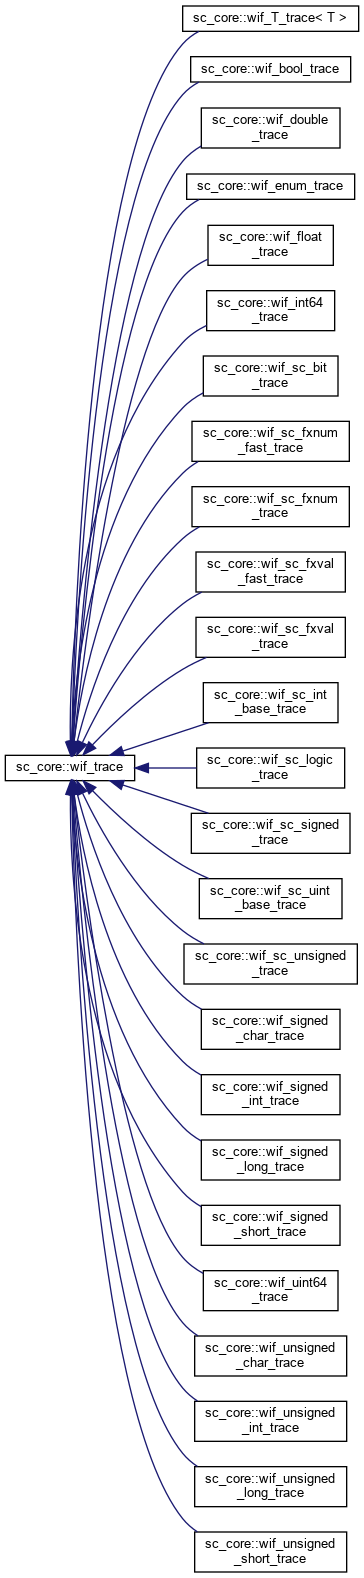 sc_core::wif_T_trace< T >
sc_core::wif_bool_trace
sc_core::wif_double
_trace
sc_core::wif_enum_trace
sc_core::wif_float
_trace
sc_core::wif_int64
_trace
sc_core::wif_sc_bit
_trace
sc_core::wif_sc_fxnum
_fast_trace
sc_core::wif_sc_fxnum
_trace
sc_core::wif_sc_fxval
_fast_trace
sc_core::wif_sc_fxval
_trace
sc_core::wif_sc_int
_base_trace
sc_core::wif_trace
sc_core::wif_sc_logic
_trace
sc_core::wif_sc_signed
_trace
sc_core::wif_sc_uint
_base_trace
sc_core::wif_sc_unsigned
_trace
sc_core::wif_signed
_char_trace
sc_core::wif_signed
_int_trace
sc_core::wif_signed
_long_trace
sc_core::wif_signed
_short_trace
sc_core::wif_uint64
_trace
sc_core::wif_unsigned
_char_trace
sc_core::wif_unsigned
_int_trace
sc_core::wif_unsigned
_long_trace
sc_core::wif_unsigned
_short_trace